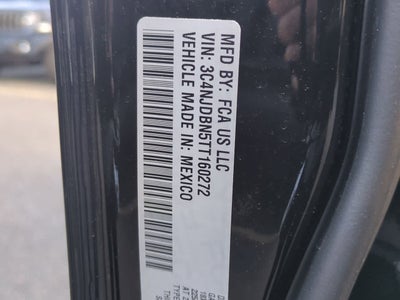 MFD BY: FCA US LLC
VIN: 3C4NJDBN5TT160272
VEHICLE MADE IN: MEXICO